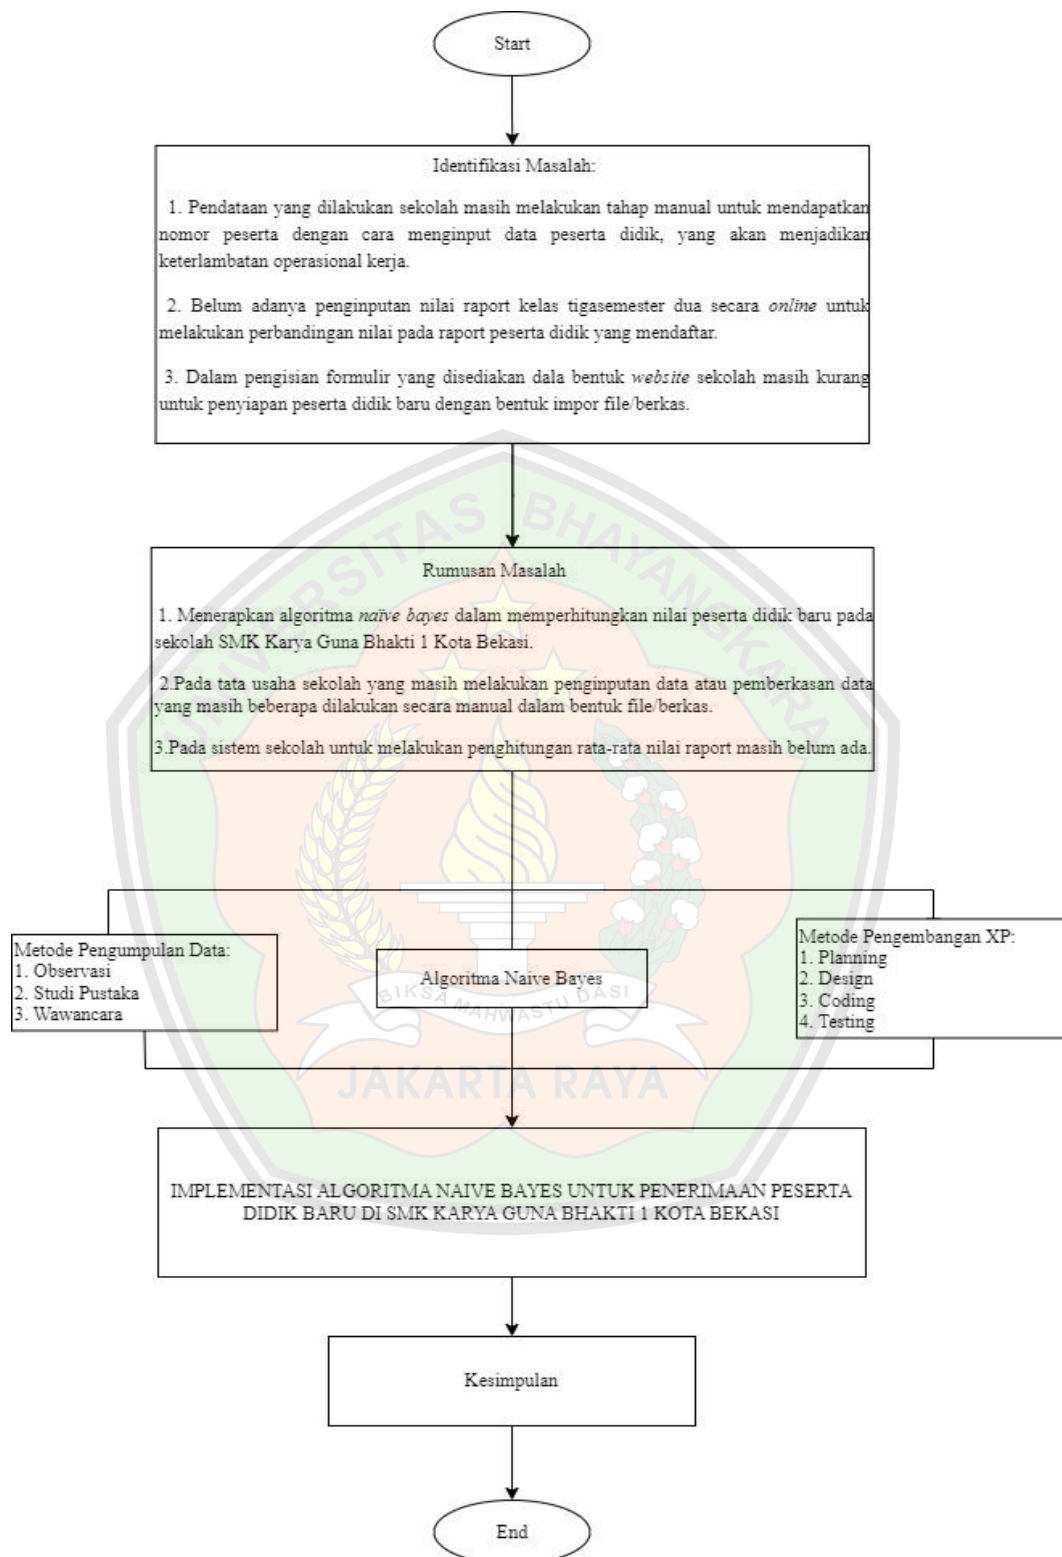 Start
Identifikasi Masalah:
1. Pendataan yang dilakukan sekolah masih melakukan tahap manual untuk mendapatkan
nomor peserta dengan cara menginput data peserta didik, yang akan menjadikan
keterlambatan operasional kerja.
2. Belum adanya penginputan nilai raport kelas tigasemester dua secara online untuk
melakukan perbandingan nilai pada raport peserta didik yang mendaftar.
3. Dalam pengisian formulir yang disediakan dala bentuk website sekolah masih kurang
untuk penyiapan peserta didik baru dengan bentuk impor file/berkas.
UNIVERSITAS BHAYANGKARA
Rumusan Masalah
1. Menerapkan algoritma naïve bayes dalam memperhitungkan nilai peserta didik baru pada
sekolah SMK Karya Guna Bhakti 1 Kota Bekasi.
2.Pada tata usaha sekolah yang masih melakukan penginputan data atau pemberkasan data
yang masih beberapa dilakukan secara manual dalam bentuk file/berkas.
3.Pada sistem sekolah untuk melakukan penghitungan rata-rata nilai raport masih belum ada.
Metode Pengumpulan Data:
1. Observasi
2. Studi Pustaka
3. Wawancara
Algoritma Naive Bayes
Metode Pengembangan XP:
1. Planning
2. Design
3. Coding
4. Testing
BIKSA MAHWASTU DASI
JAKARTA RAYA
IMPLEMENTASI ALGORITMA NAIVE BAYES UNTUK PENERIMAAN PESERTA
DIDIK BARU DI SMK KARYA GUNA BHAKTI 1 KOTA BEKASI
Kesimpulan
End